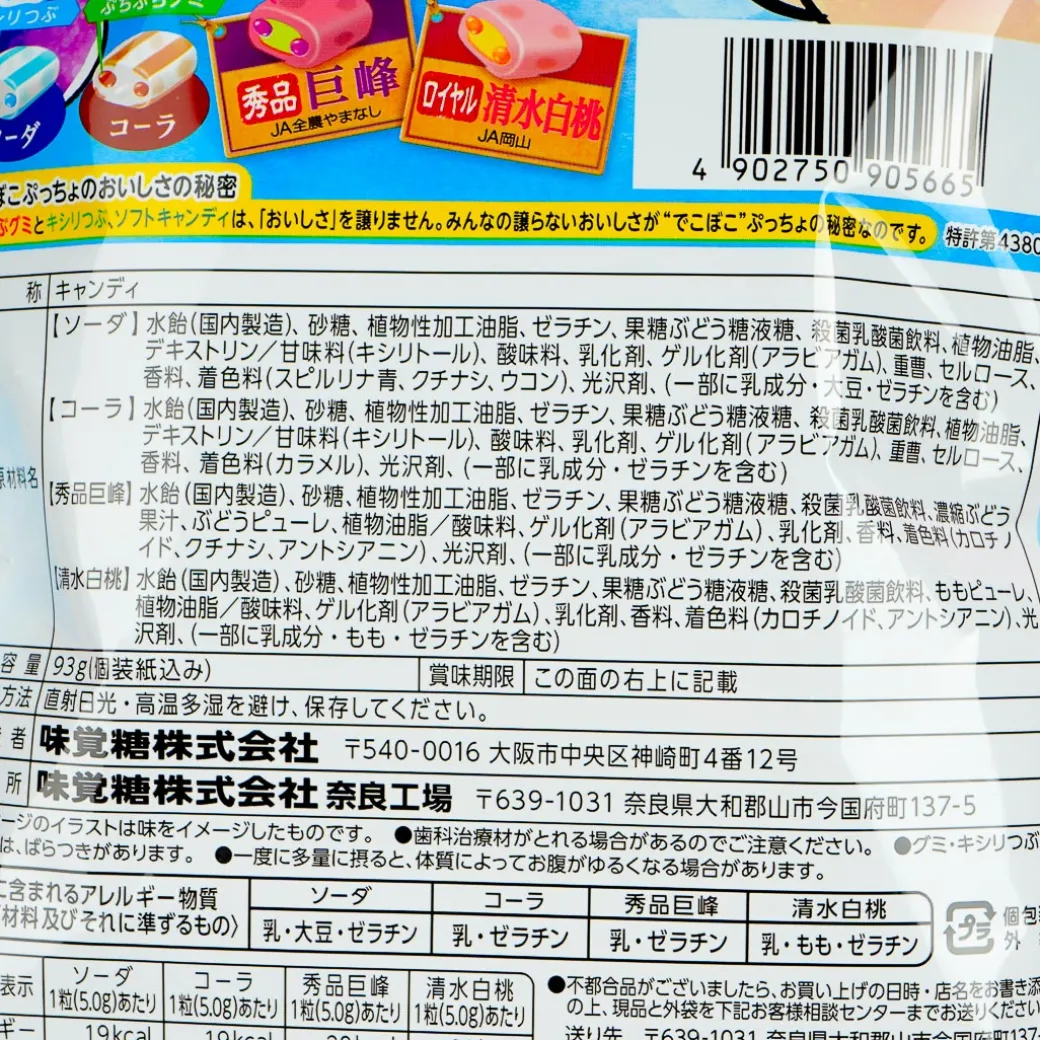 リつぶ
ぷちぷちグミ
コーラ
秀品 巨峰
JA全農やまなし
ロイヤル 清水白桃
JA岡山
4 902750 905665
ぼこぷっちょのおいしさの秘密
ぶグミとキシリつぶ、ソフトキャンディは、「おいしさ」を譲りません。みんなの譲らないおいしさが“でこぼこ”ぷっちょの秘密なのです。
特許第4380
称 キャンディ
原材料名
【ソーダ】水飴(国内製造)、砂糖、植物性加工油脂、ゼラチン、果糖ぶどう糖液糖、殺菌乳酸菌飲料、植物油脂、
デキストリン/甘味料(キシリトール)、酸味料、乳化剤、ゲル化剤(アラビアガム)、重曹、セルロース、
香料、着色料(スピルリナ青、クチナシ、ウコン)、光沢剤、(一部に乳成分・大豆・ゼラチンを含む)
【コーラ】水飴(国内製造)、砂糖、植物性加工油脂、ゼラチン、果糖ぶどう糖液糖、殺菌乳酸菌飲料、植物油脂、
デキストリン/甘味料(キシリトール)、酸味料、乳化剤、ゲル化剤(アラビアガム)、重曹、セルロース、
香料、着色料(カラメル)、光沢剤、(一部に乳成分・ゼラチンを含む)
【秀品巨峰】水飴(国内製造)、砂糖、植物性加工油脂、ゼラチン、果糖ぶどう糖液糖、殺菌乳酸菌飲料、濃縮ぶどう
果汁、ぶどうピューレ、植物油脂/酸味料、ゲル化剤(アラビアガム)、乳化剤、香料、着色料(カロチノ
イド、クチナシ、アントシアニン)、光沢剤、(一部に乳成分・ゼラチンを含む)
【清水白桃】水飴(国内製造)、砂糖、植物性加工油脂、ゼラチン、果糖ぶどう糖液糖、殺菌乳酸菌飲料、ももピューレ、
植物油脂/酸味料、ゲル化剤(アラビアガム)、乳化剤、香料、着色料(カロチノイド、アントシアニン)、光
沢剤、(一部に乳成分・もも・ゼラチンを含む)
容量 93g(個装紙込み) 賞味期限 この面の右上に記載
方法 直射日光・高温多湿を避け、保存してください。
者 味覚糖株式会社 〒540-0016 大阪市中央区神崎町4番12号
所 味覚糖株式会社 奈良工場 〒639-1031 奈良県大和郡山市今国府町137-5
ージのイラストは味をイメージしたものです。 ●歯科治療材がとれる場合があるのでご注意ください。 ●グミ・キシリつぶ
は、ばらつきがあります。 ●一度に多量に摂ると、体質によってお腹がゆるくなる場合があります。
に含まれるアレルギー物質
材料及びそれに準ずるもの〉
ソーダ コーラ 秀品巨峰 清水白桃
乳・大豆・ゼラチン 乳・ゼラチン 乳・ゼラチン 乳・もも・ゼラチン
プラ
個包
外
表示 ソーダ コーラ 秀品巨峰 清水白桃
1粒(5.0g)あたり 1粒(5.0g)あたり 1粒(5.0g)あたり 1粒(5.0g)あたり
ギー 19kcal 19kcal
●不都合品がございましたら、お買い上げの日時・店名をお書き添
の上、現品と外袋を下記お客様相談センターまでお送りください
送り先 〒639-1031 奈良県大和郡山市今国府町137-